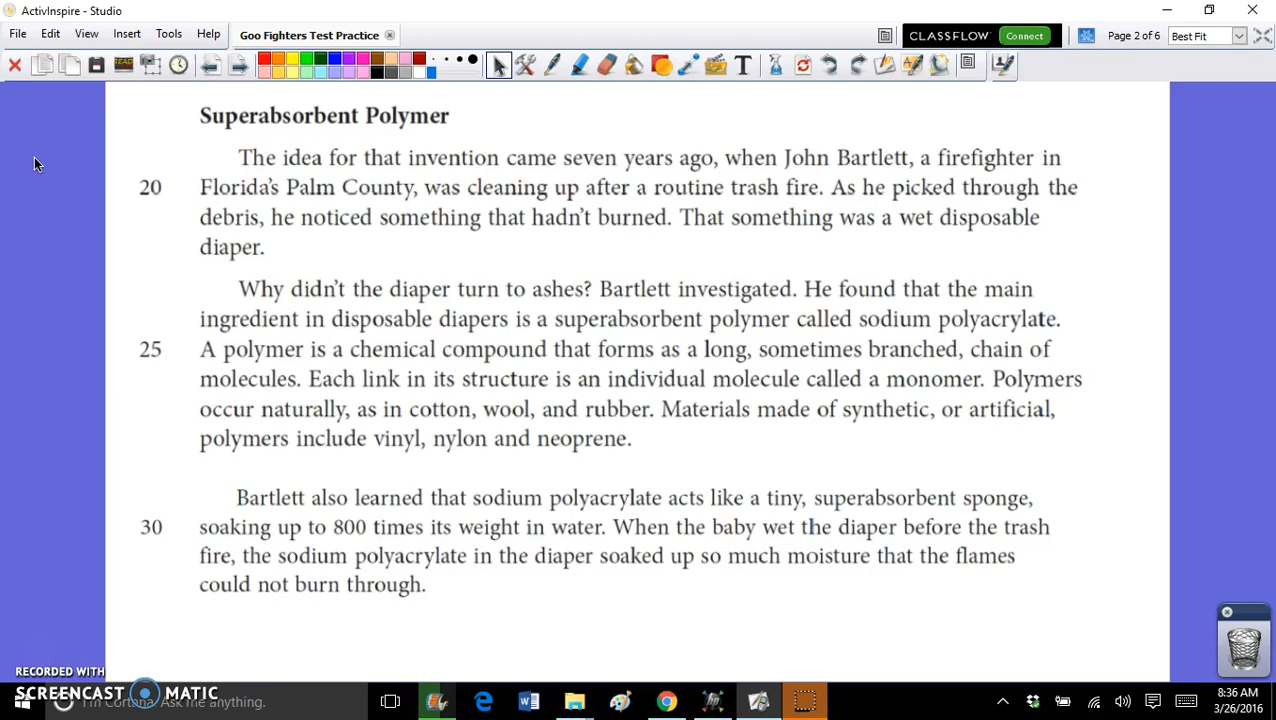 ActivInspire - Studio
File Edit View Insert Tools Help Goo Fighters Test Practice CLASSFLOW Connect Page 2 of 6 Best Fit
Superabsorbent Polymer
The idea for that invention came seven years ago, when John Bartlett, a firefighter in
20 Florida's Palm County, was cleaning up after a routine trash fire. As he picked through the
debris, he noticed something that hadn't burned. That something was a wet disposable
diaper.
Why didn't the diaper turn to ashes? Bartlett investigated. He found that the main
ingredient in disposable diapers is a superabsorbent polymer called sodium polyacrylate.
25 A polymer is a chemical compound that forms as a long, sometimes branched, chain of
molecules. Each link in its structure is an individual molecule called a monomer. Polymers
occur naturally, as in cotton, wool, and rubber. Materials made of synthetic, or artificial,
polymers include vinyl, nylon and neoprene.
Bartlett also learned that sodium polyacrylate acts like a tiny, superabsorbent sponge,
30 soaking up to 800 times its weight in water. When the baby wet the diaper before the trash
fire, the sodium polyacrylate in the diaper soaked up so much moisture that the flames
could not burn through.
RECORDED WITH
SCREENCAST MATIC
I'm Cortana. Ask me anything.
8:36 AM
3/26/2016